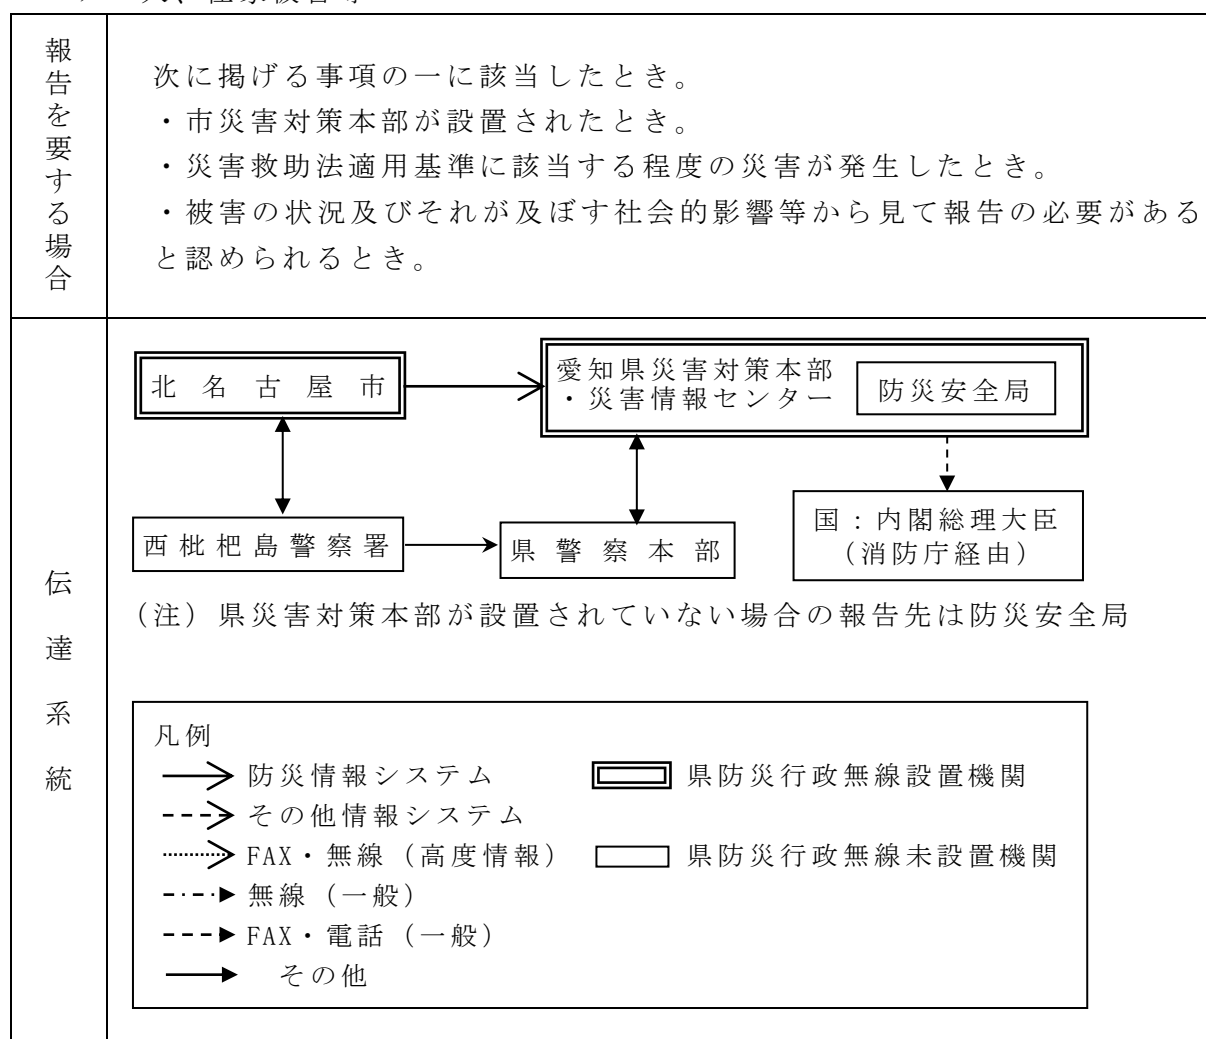 報告を要する場合
次に掲げる事項の一に該当したとき。
・市災害対策本部が設置されたとき。
・災害救助法適用基準に該当する程度の災害が発生したとき。
・被害の状況及びそれが及ぼす社会的影響等から見て報告の必要がある
と認められるとき。
伝達系統
北名古屋市
愛知県災害対策本部
・災害情報センター
防災安全局
西枇杷島警察署
県警察本部
国：内閣総理大臣
（消防庁経由）
（注）県災害対策本部が設置されていない場合の報告先は防災安全局
凡例
防災情報システム
県防災行政無線設置機関
その他情報システム
FAX・無線（高度情報）
県防災行政無線未設置機関
無線（一般）
FAX・電話（一般）
その他